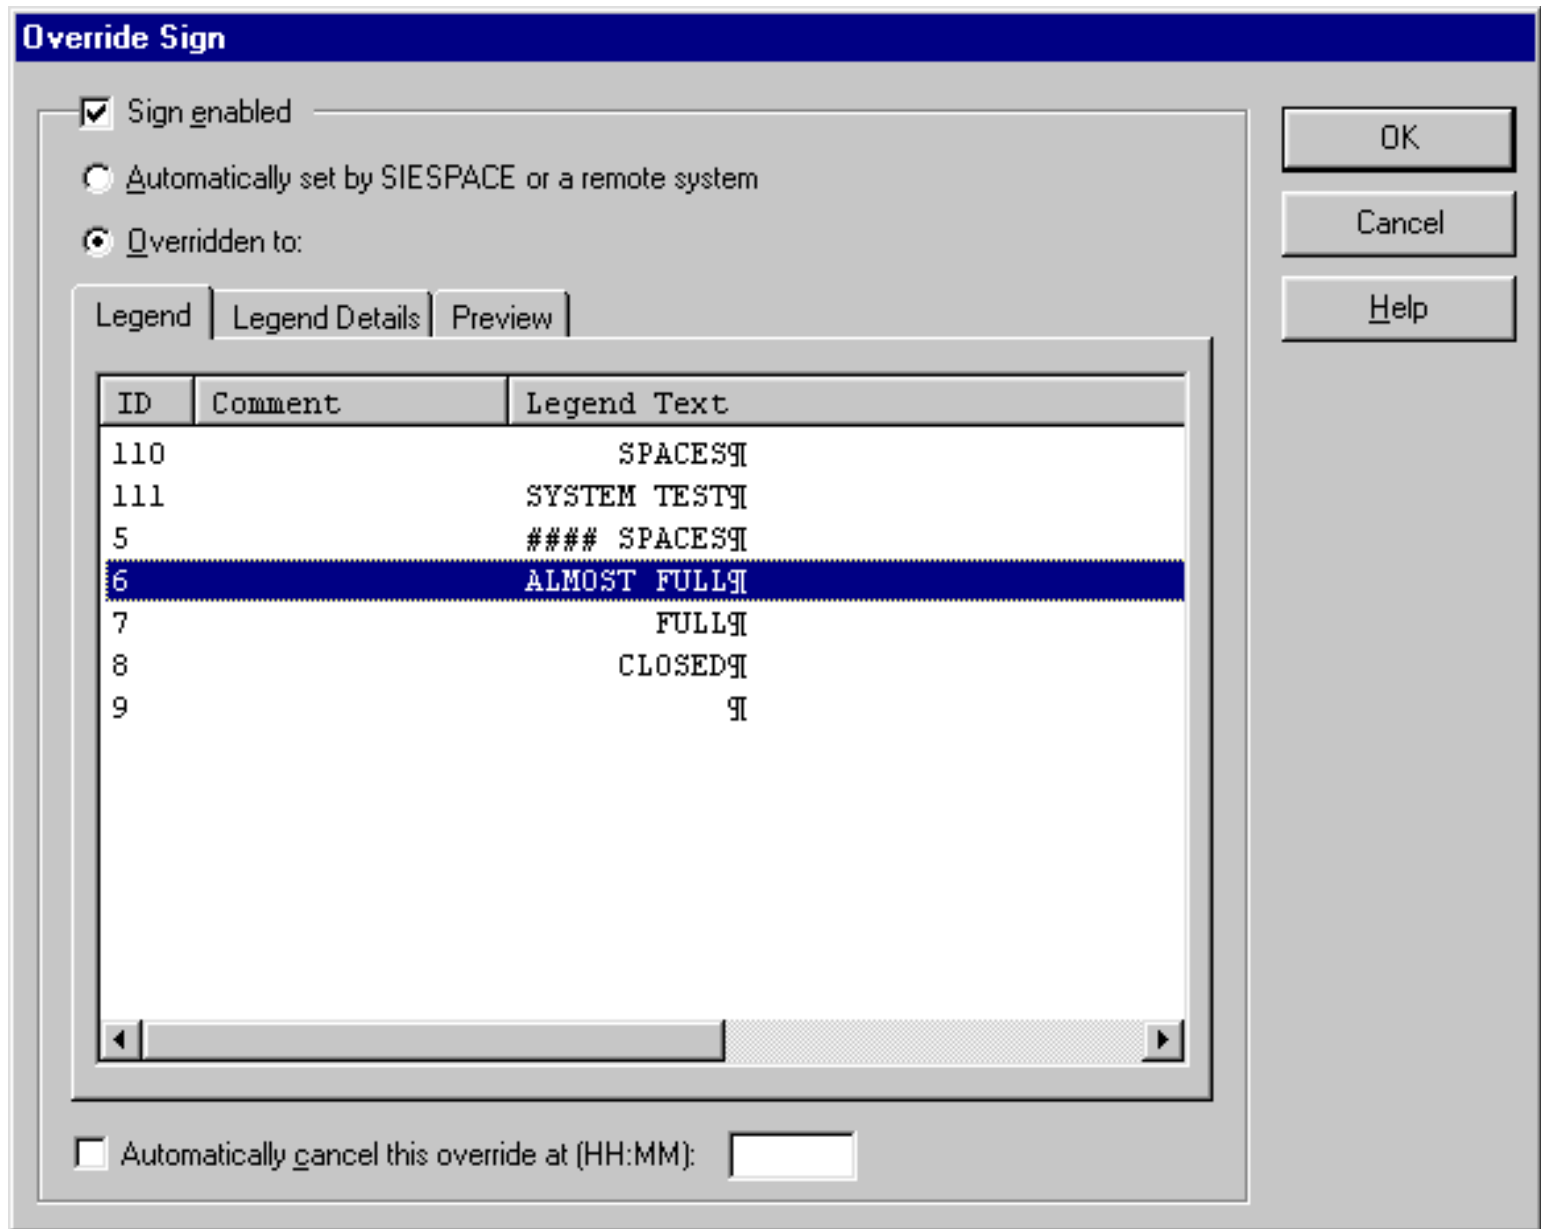 Override Sign
Sign enabled
OK
Automatically set by SIESPACE or a remote system
Cancel
Overridden to:
Help
Legend Legend Details Preview
ID Comment Legend Text
110 SPACES¶
111 SYSTEM TEST¶
5 #### SPACES¶
6 ALMOST FULL¶
7 FULL¶
8 CLOSED¶
9 ¶
Automatically cancel this override at (HH:MM):